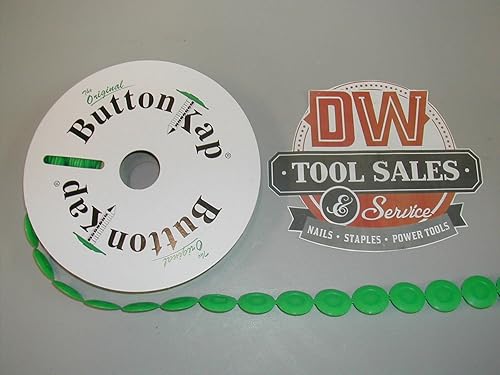 The
Original
Button
Kap®
The
Original
Button
Kap®
DW
TOOL SALES
& Service
NAILS • STAPLES • POWER TOOLS